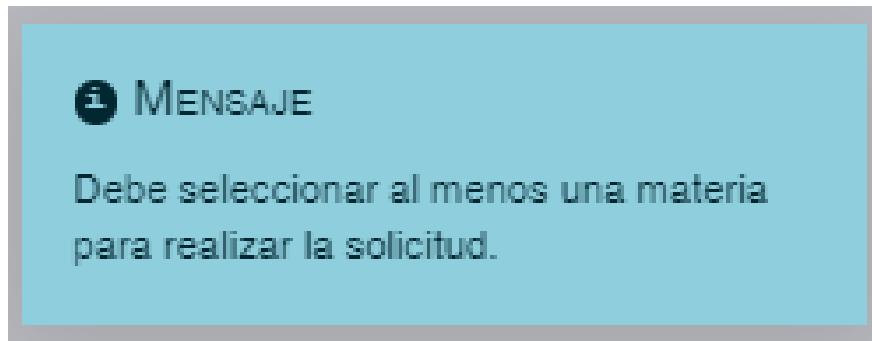 MENSAJE
Debe seleccionar al menos una materia
para realizar la solicitud.